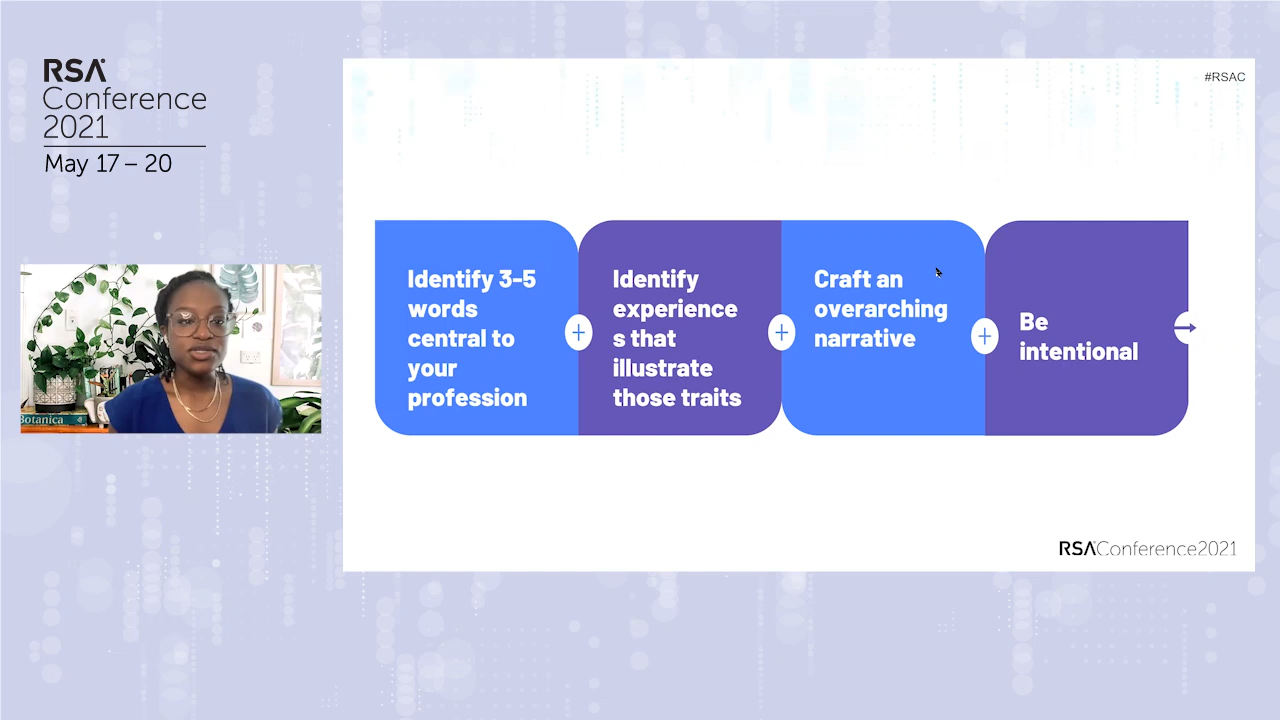 RSA
Conference
2021
May 17 – 20
Botanica
#RSAC
Identify 3-5
words
central to
your
profession
Identify
experience
s that
illustrate
those traits
Craft an
overarching
narrative
Be
intentional
RSAConference2021